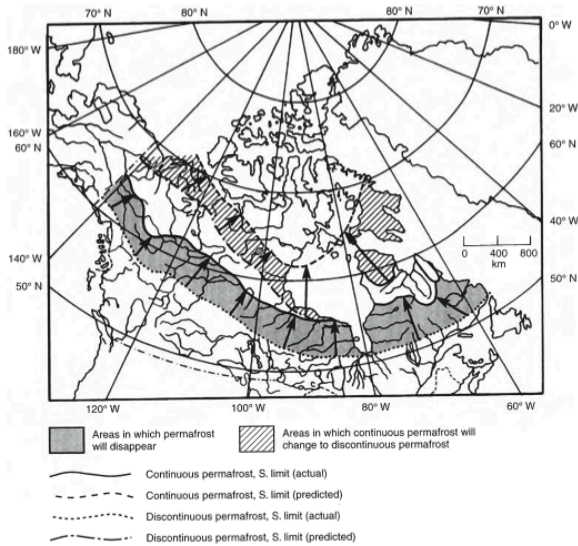 80° N
80° N
70° N
70° N
0° W
180° W
20° W
160° W
60° N
60° N
40° W
0 400 800
km
140° W
50° N
50° N
120° W
100° W
80° W
60° W
Areas in which permafrost
will disappear
Areas in which continuous permafrost will
change to discontinuous permafrost
Continuous permafrost, S. limit (actual)
Continuous permafrost, S. limit (predicted)
Discontinuous permafrost, S. limit (actual)
Discontinuous permafrost, S. limit (predicted)